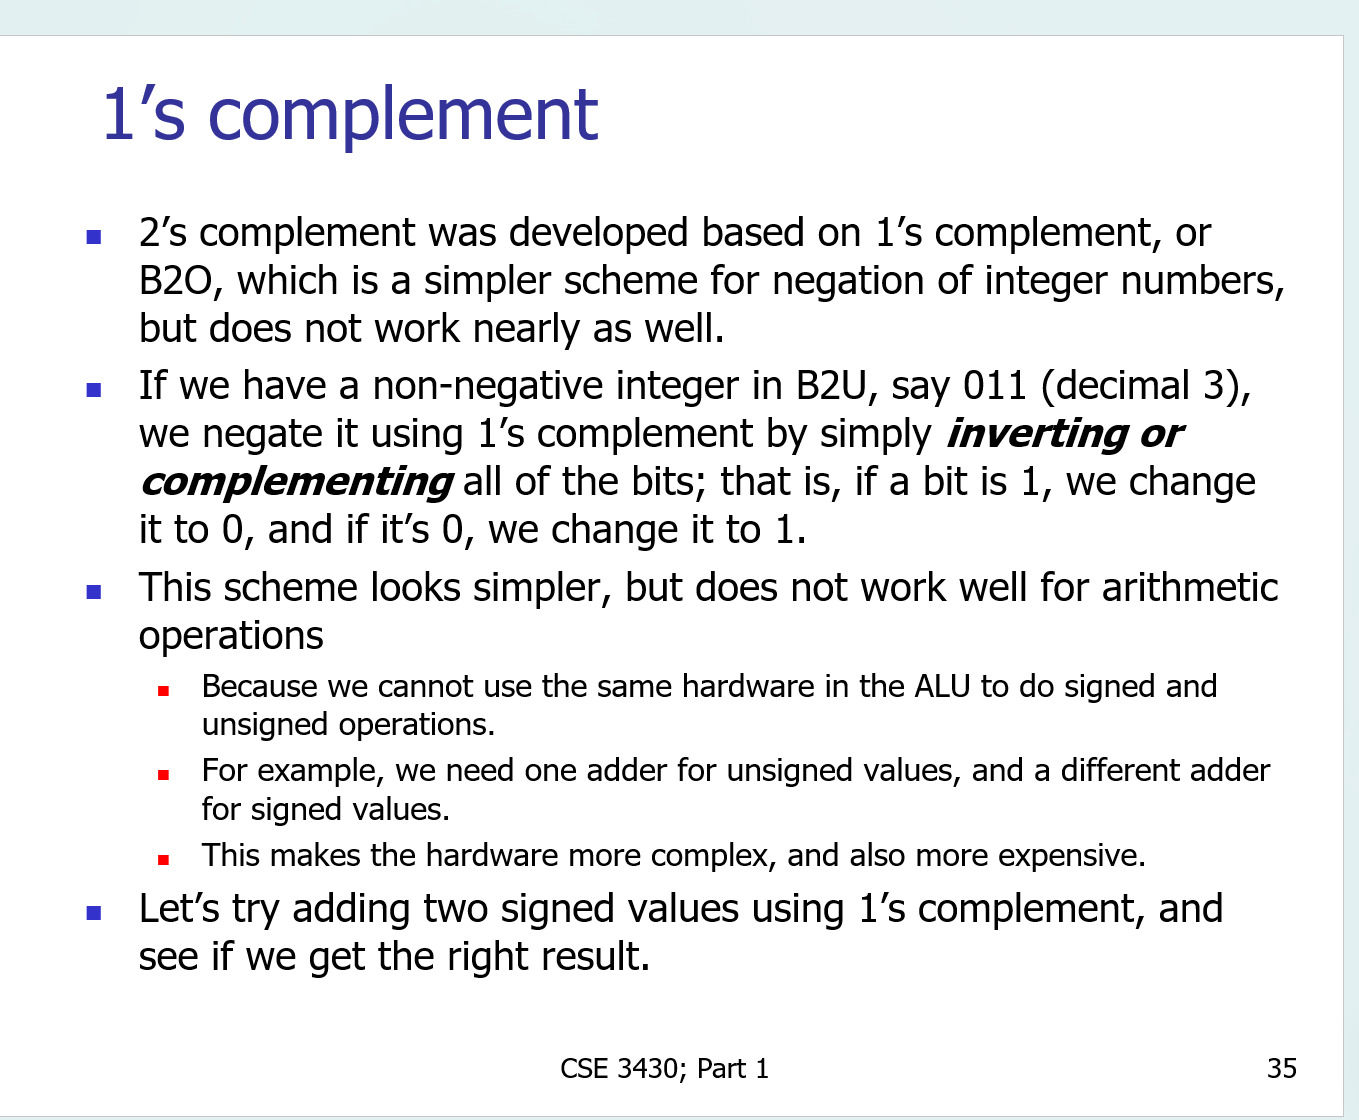 1’s complement
2’s complement was developed based on 1’s complement, or
B2O, which is a simpler scheme for negation of integer numbers,
but does not work nearly as well.
If we have a non-negative integer in B2U, say 011 (decimal 3),
we negate it using 1’s complement by simply inverting or
complementing all of the bits; that is, if a bit is 1, we change
it to 0, and if it’s 0, we change it to 1.
This scheme looks simpler, but does not work well for arithmetic
operations
Because we cannot use the same hardware in the ALU to do signed and
unsigned operations.
For example, we need one adder for unsigned values, and a different adder
for signed values.
This makes the hardware more complex, and also more expensive.
Let’s try adding two signed values using 1’s complement, and
see if we get the right result.
CSE 3430; Part 1
35